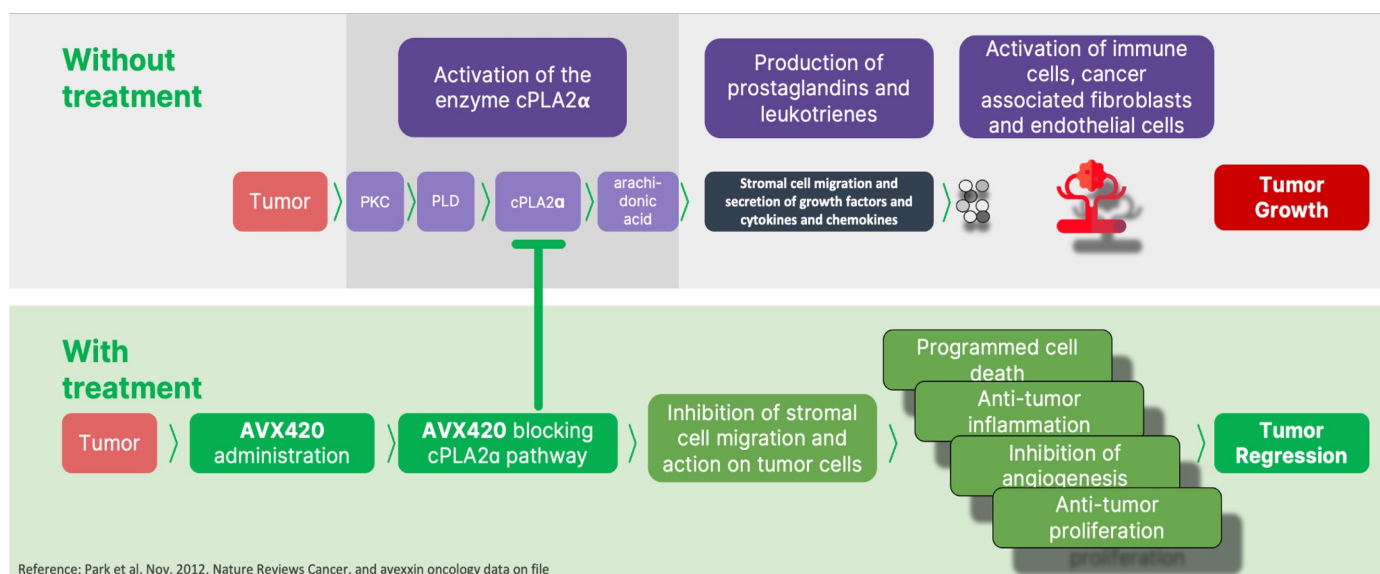 Without
treatment
Activation of the
enzyme cPLA2α
Production of
prostaglandins and
leukotrienes
Activation of immune
cells, cancer
associated fibroblasts
and endothelial cells
Tumor
PKC
PLD
cPLA2α
arachi-
donic
acid
Stromal cell migration and
secretion of growth factors and
cytokines and chemokines
Tumor
Growth
With
treatment
Tumor
AVX420
administration
AVX420 blocking
cPLA2α pathway
Inhibition of stromal
cell migration and
action on tumor cells
Programmed cell
death
Anti-tumor
inflammation
Inhibition of
angiogenesis
Anti-tumor
proliferation
proliferation
Tumor
Regression
Reference: Park et al, Nov, 2012, Nature Reviews Cancer, and avexxin oncology data on file